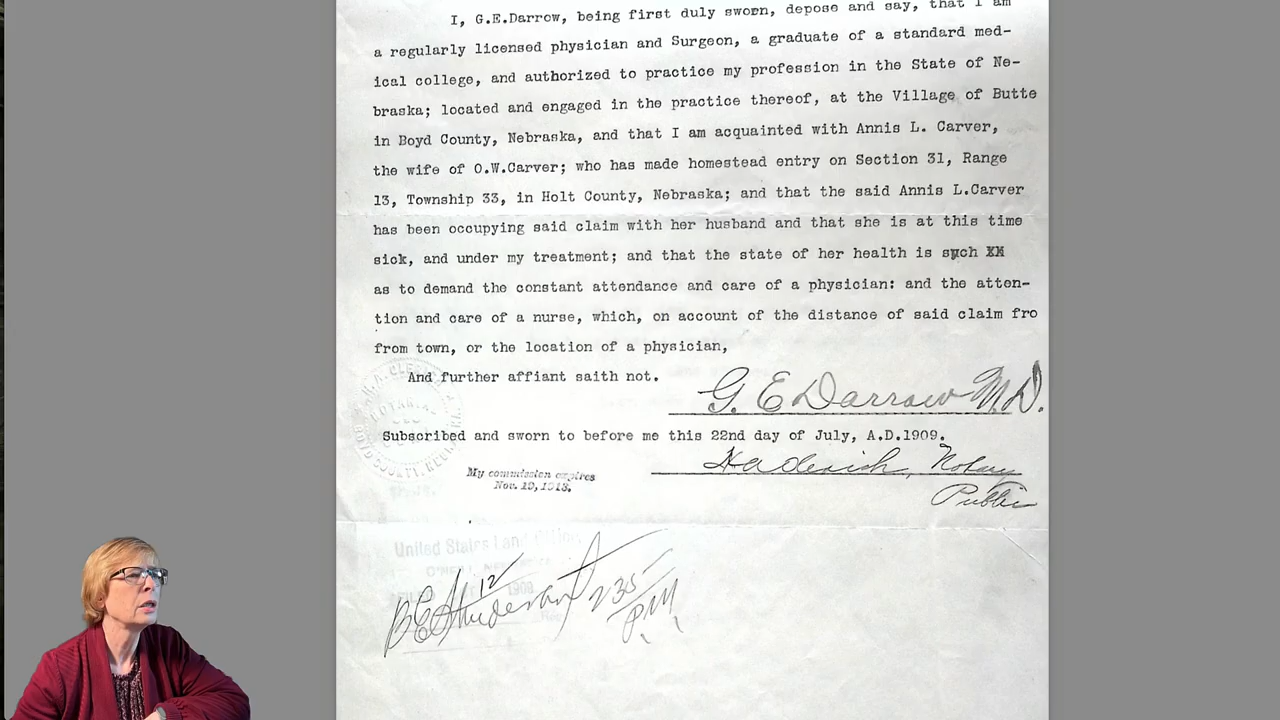 I, G.E.Darrow, being first duly sworn, depose and say, that I am
a regularly licensed physician and Surgeon, a graduate of a standard med-
ical college, and authorized to practice my profession in the State of Ne-
braska; located and engaged in the practice thereof, at the Village of Butte
in Boyd County, Nebraska, and that I am acquainted with Annis L. Carver,
the wife of O.W.Carver; who has made homestead entry on Section 31, Range
13, Township 33, in Holt County, Nebraska; and that the said Annis L.Carver
has been occupying said claim with her husband and that she is at this time
sick, and under my treatment; and that the state of her health is such XX
as to demand the constant attendance and care of a physician: and the atten-
tion and care of a nurse, which, on account of the distance of said claim fro
from town, or the location of a physician,
And further affiant saith not.
G. E Darrow M.D.
Subscribed and sworn to before me this 22nd day of July, A.D.1909.
Notary
Public
My commission expires
Nov. 19, 1913.
United States Land Office
12
235
P.M.